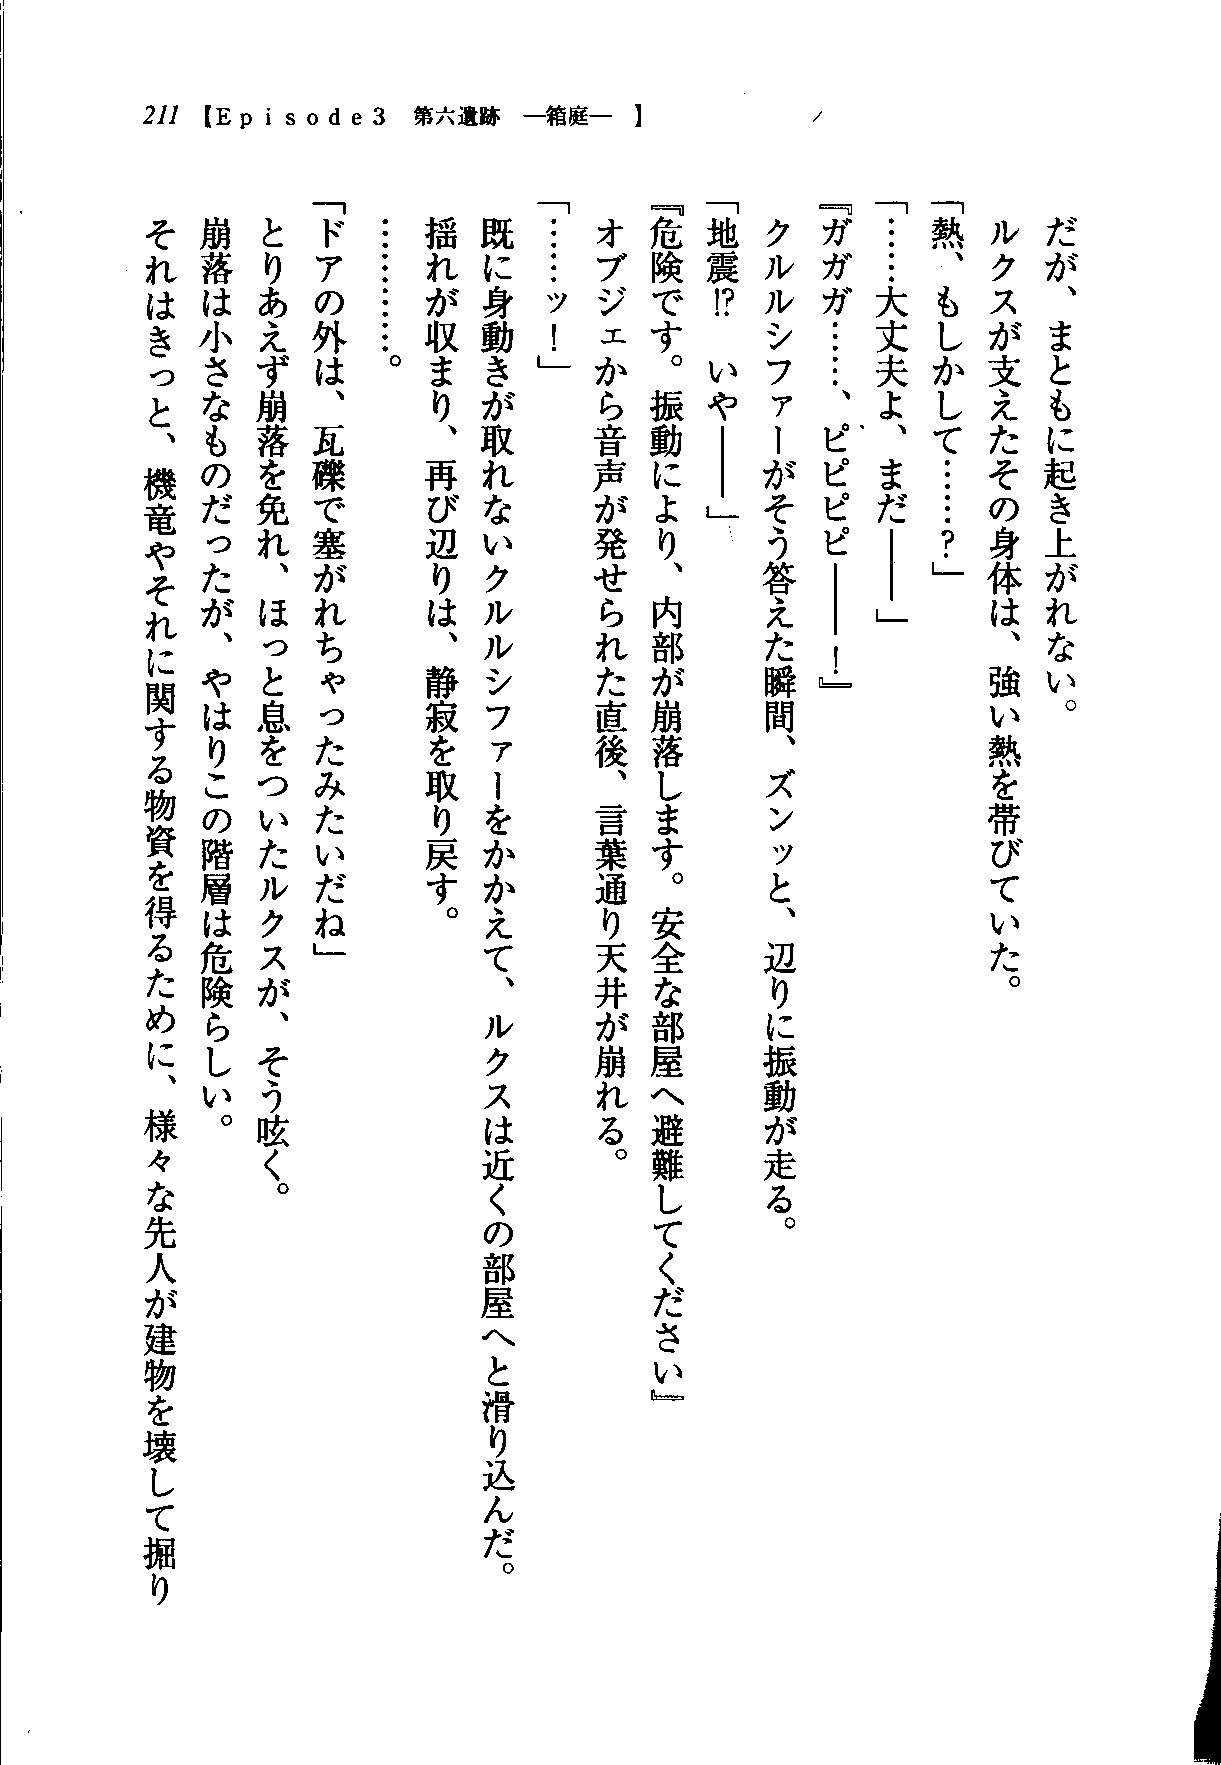 211 【Episode3 第六遺跡 ―箱庭― 】
だが、まともに起き上がれない。
ルクスが支えたその身体は、強い熱を帯びていた。
「熱、もしかして……？」
「……大丈夫よ、まだ――」
『ガガガ……、ピピピピ――！』
クルルシファーがそう答えた瞬間、ズンッと、辺りに振動が走る。
「地震!?　いや――」
『危険です。振動により、内部が崩落します。安全な部屋へ避難してください』
オブジェから音声が発せられた直後、言葉通り天井が崩れる。
「……ッ！」
既に身動きが取れないクルルシファーをかかえて、ルクスは近くの部屋へと滑り込んだ。
揺れが収まり、再び辺りは、静寂を取り戻す。
…………。
「ドアの外は、瓦礫で塞がれちゃったみたいだね」
とりあえず崩落を免れ、ほっと息をついたルクスが、そう呟く。
崩落は小さなものだったが、やはりこの階層は危険らしい。
それはきっと、機竜やそれに関する物資を得るために、様々な先人が建物を壊して掘り